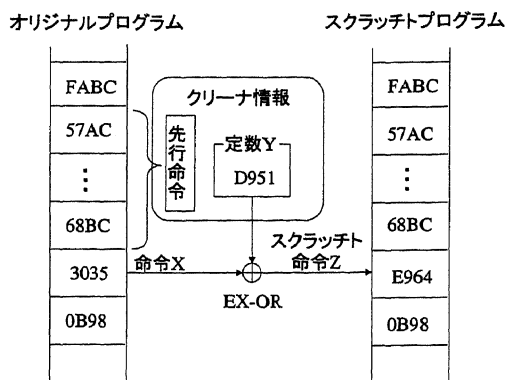 オリジナルプログラム
スクラッチトプログラム
FABC
57AC
⋮
68BC
3035
0B98
クリーナ情報
先行命令
定数Y
D951
命令X
EX-OR
スクラッチト
命令Z
FABC
57AC
⋮
68BC
E964
0B98